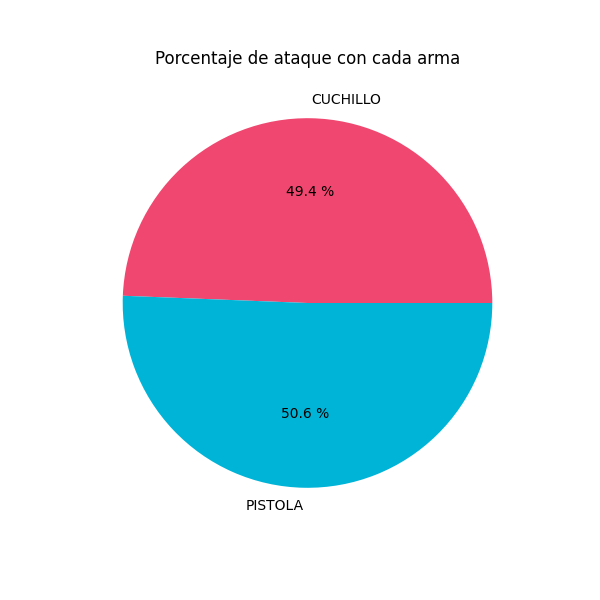 Porcentaje de ataque con cada arma
CUCHILLO
49.4 %
50.6 %
PISTOLA